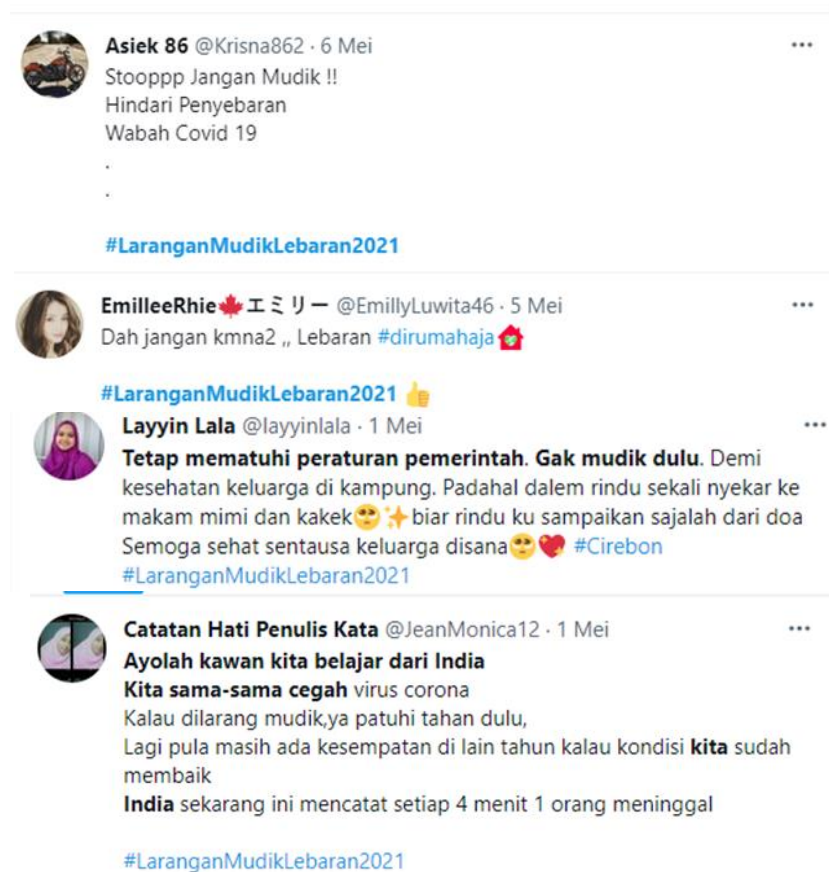 Asiek 86 @Krisna862 · 6 Mei
Stooppp Jangan Mudik !!
Hindari Penyebaran
Wabah Covid 19
.
.
#LaranganMudikLebaran2021
EmilleeRhie🍁エミリー @EmillyLuwita46 · 5 Mei
Dah jangan kmna2 ,, Lebaran #dirumahaja
#LaranganMudikLebaran2021 👍
Layyin Lala @layyinlala · 1 Mei
Tetap mematuhi peraturan pemerintah. Gak mudik dulu. Demi
kesehatan keluarga di kampung. Padahal dalem rindu sekali nyekar ke
makam mimi dan kakek🥺✨ biar rindu ku sampaikan sajalah dari doa
Semoga sehat sentausa keluarga disana🥺💖 #Cirebon
#LaranganMudikLebaran2021
Catatan Hati Penulis Kata @JeanMonica12 · 1 Mei
Ayolah kawan kita belajar dari India
Kita sama-sama cegah virus corona
Kalau dilarang mudik,ya patuhi tahan dulu,
Lagi pula masih ada kesempatan di lain tahun kalau kondisi kita sudah
membaik
India sekarang ini mencatat setiap 4 menit 1 orang meninggal
#LaranganMudikLebaran2021